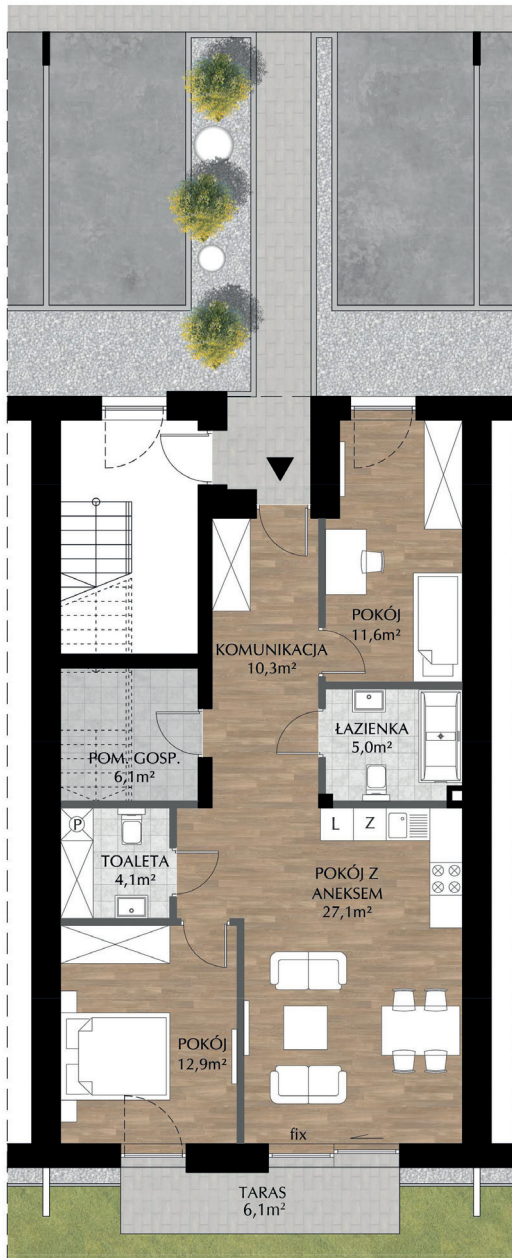 POKÓJ
11,6m²
KOMUNIKACJA
10,3m²
ŁAZIENKA
5,0m²
POM. GOSP.
6,1m²
L Z
P
TOALETA
4,1m²
POKÓJ Z
ANEKSEM
27,1m²
POKÓJ
12,9m²
fix
TARAS
6,1m²